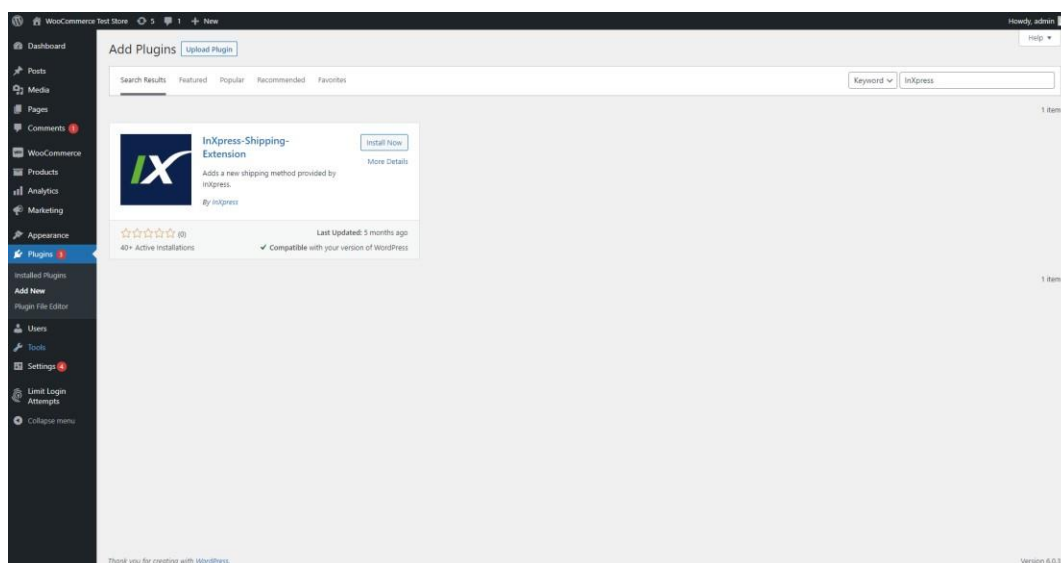 WooCommerce Test Store 5 1 + New Howdy, admin
Dashboard
Posts
Media
Pages
Comments 1
WooCommerce
Products
Analytics
Marketing
Appearance
Plugins 3
Installed Plugins
Add New
Plugin File Editor
Users
Tools
Settings 4
Limit Login
Attempts
Collapse menu
Help
Add Plugins Upload Plugin
Search Results Featured Popular Recommended Favorites Keyword InXpress
1 item
IX
InXpress-Shipping-
Extension
Install Now
More Details
Adds a new shipping method provided by
InXpress.
By InXpress
(0)
40+ Active Installations
Last Updated: 5 months ago
✓ Compatible with your version of WordPress
1 item
Thank you for creating with WordPress.